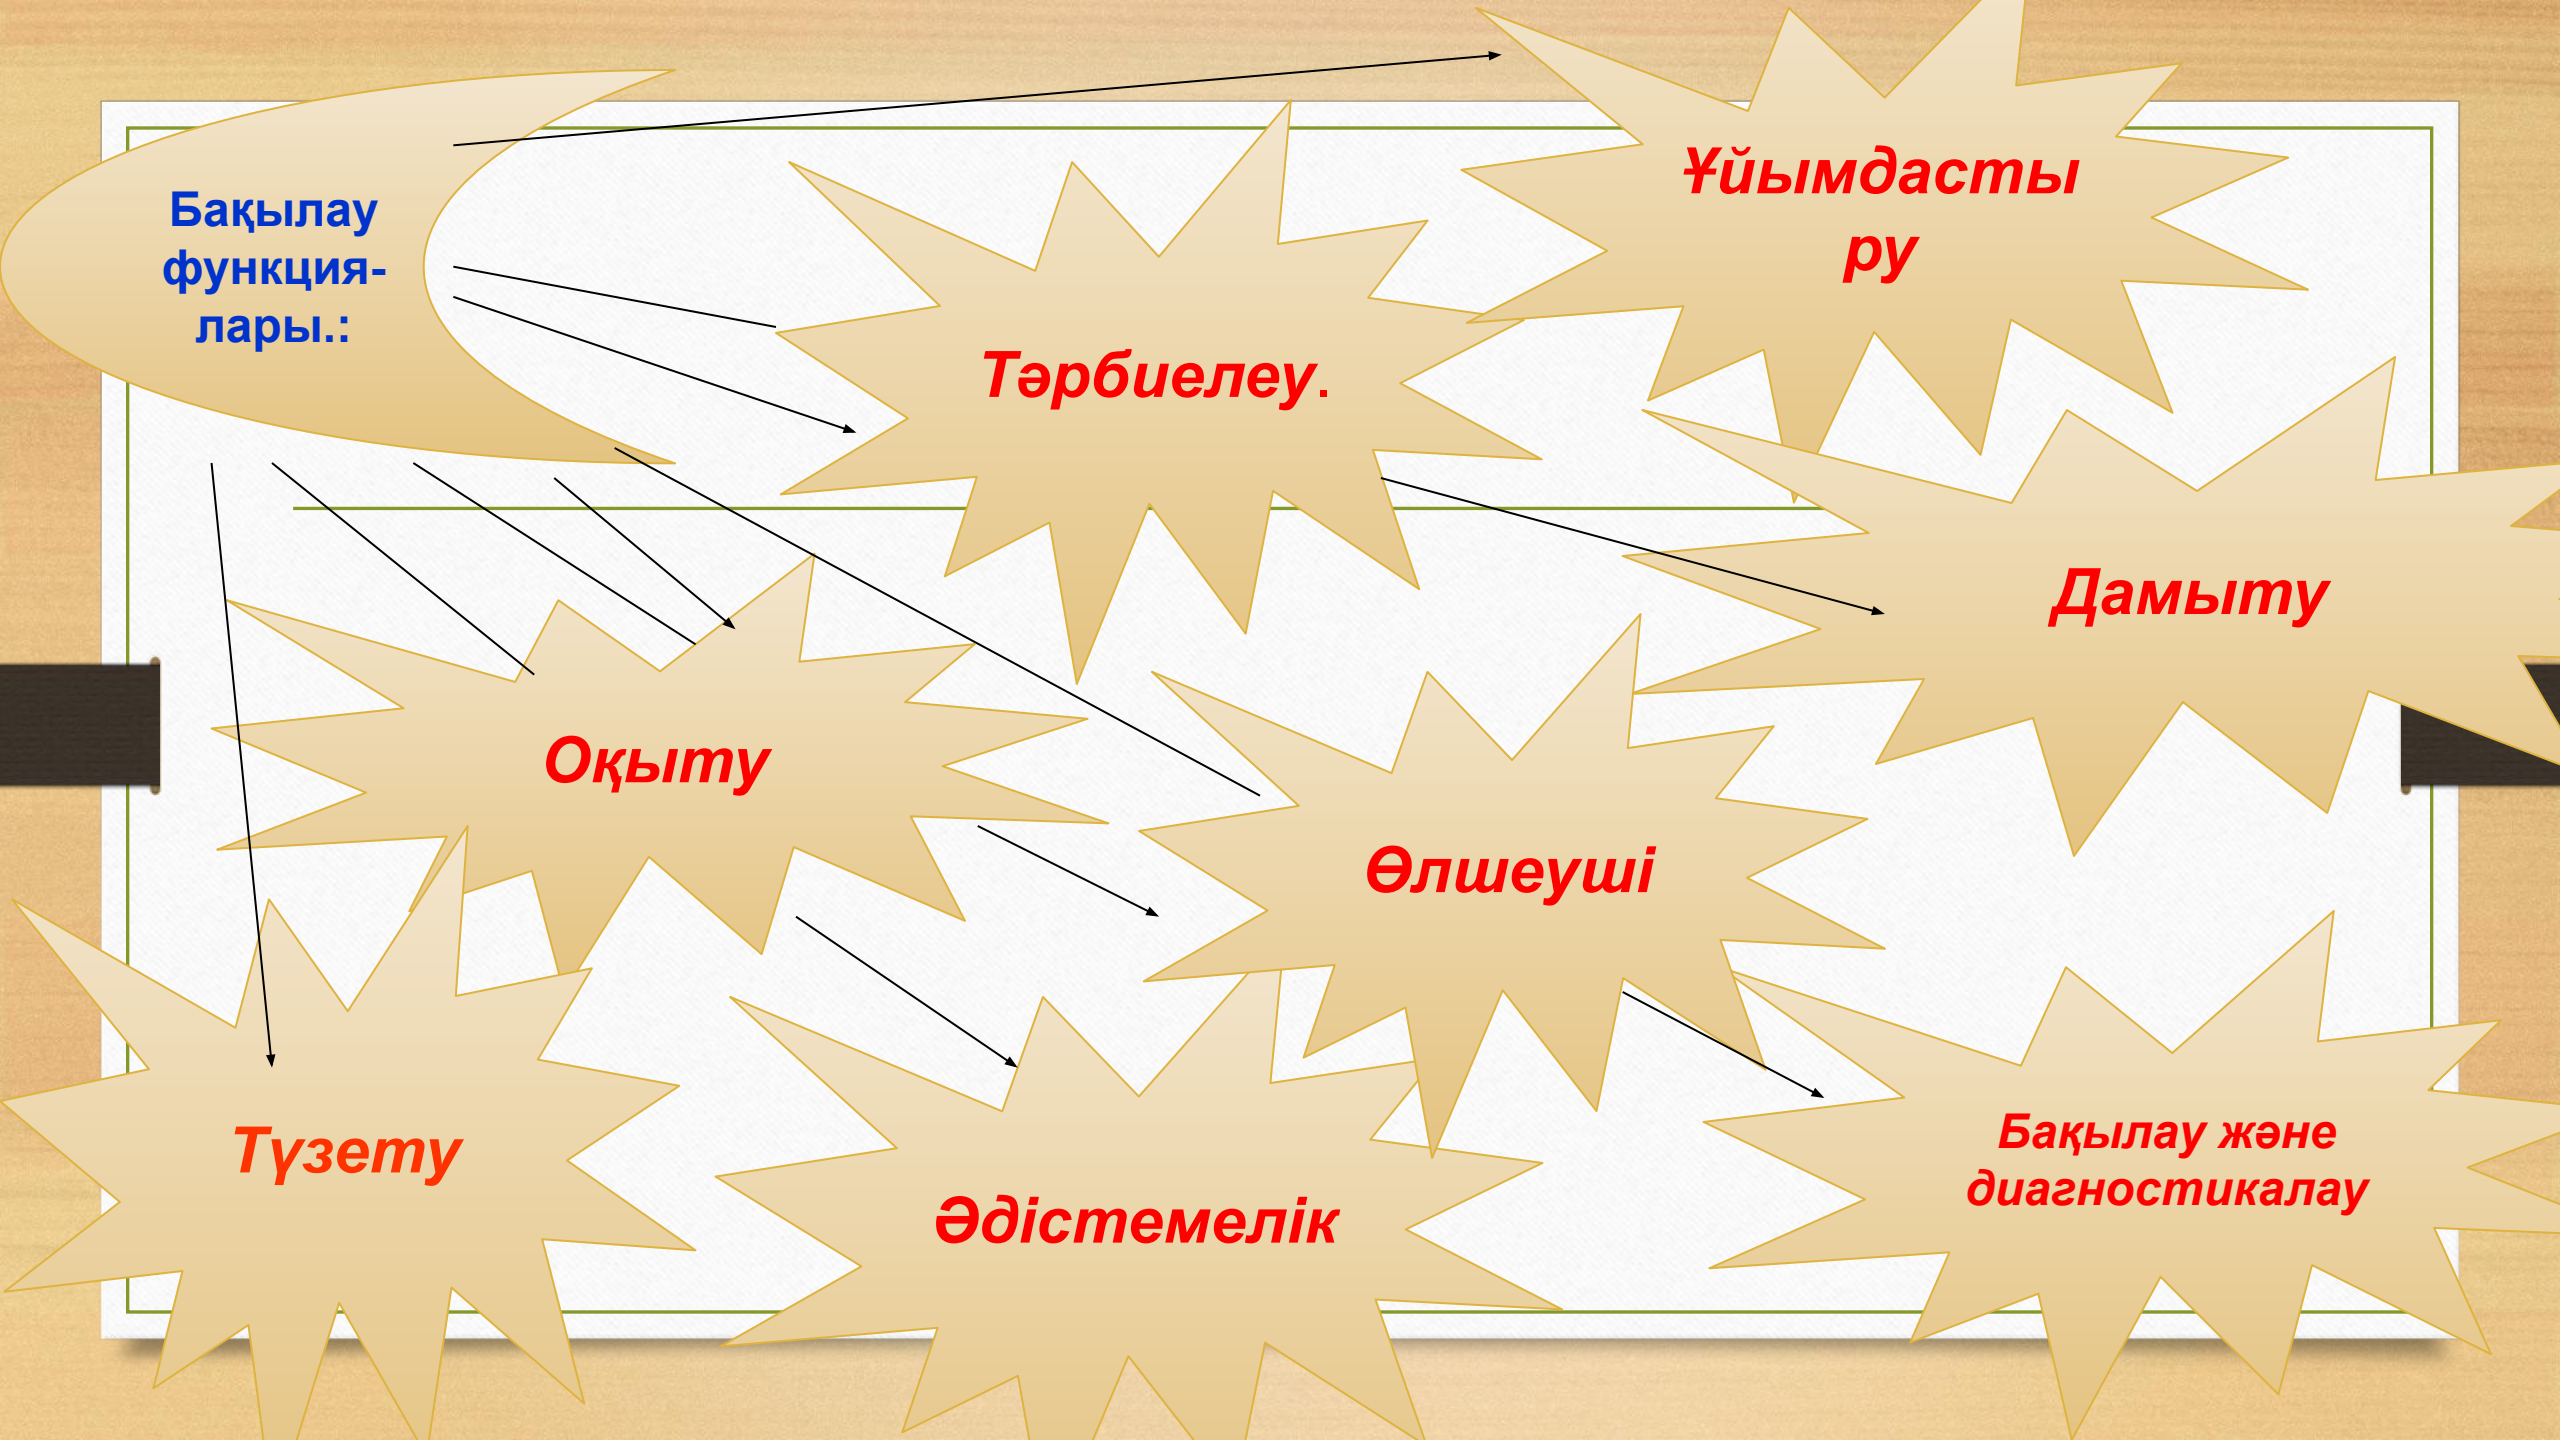 Бақылау
функция-
лары.:
Ұйымдасты
ру
Тәрбиелеу.
Дамыту
Оқыту
Өлшеуші
Түзету
Әдістемелік
Бақылау және
диагностикалау